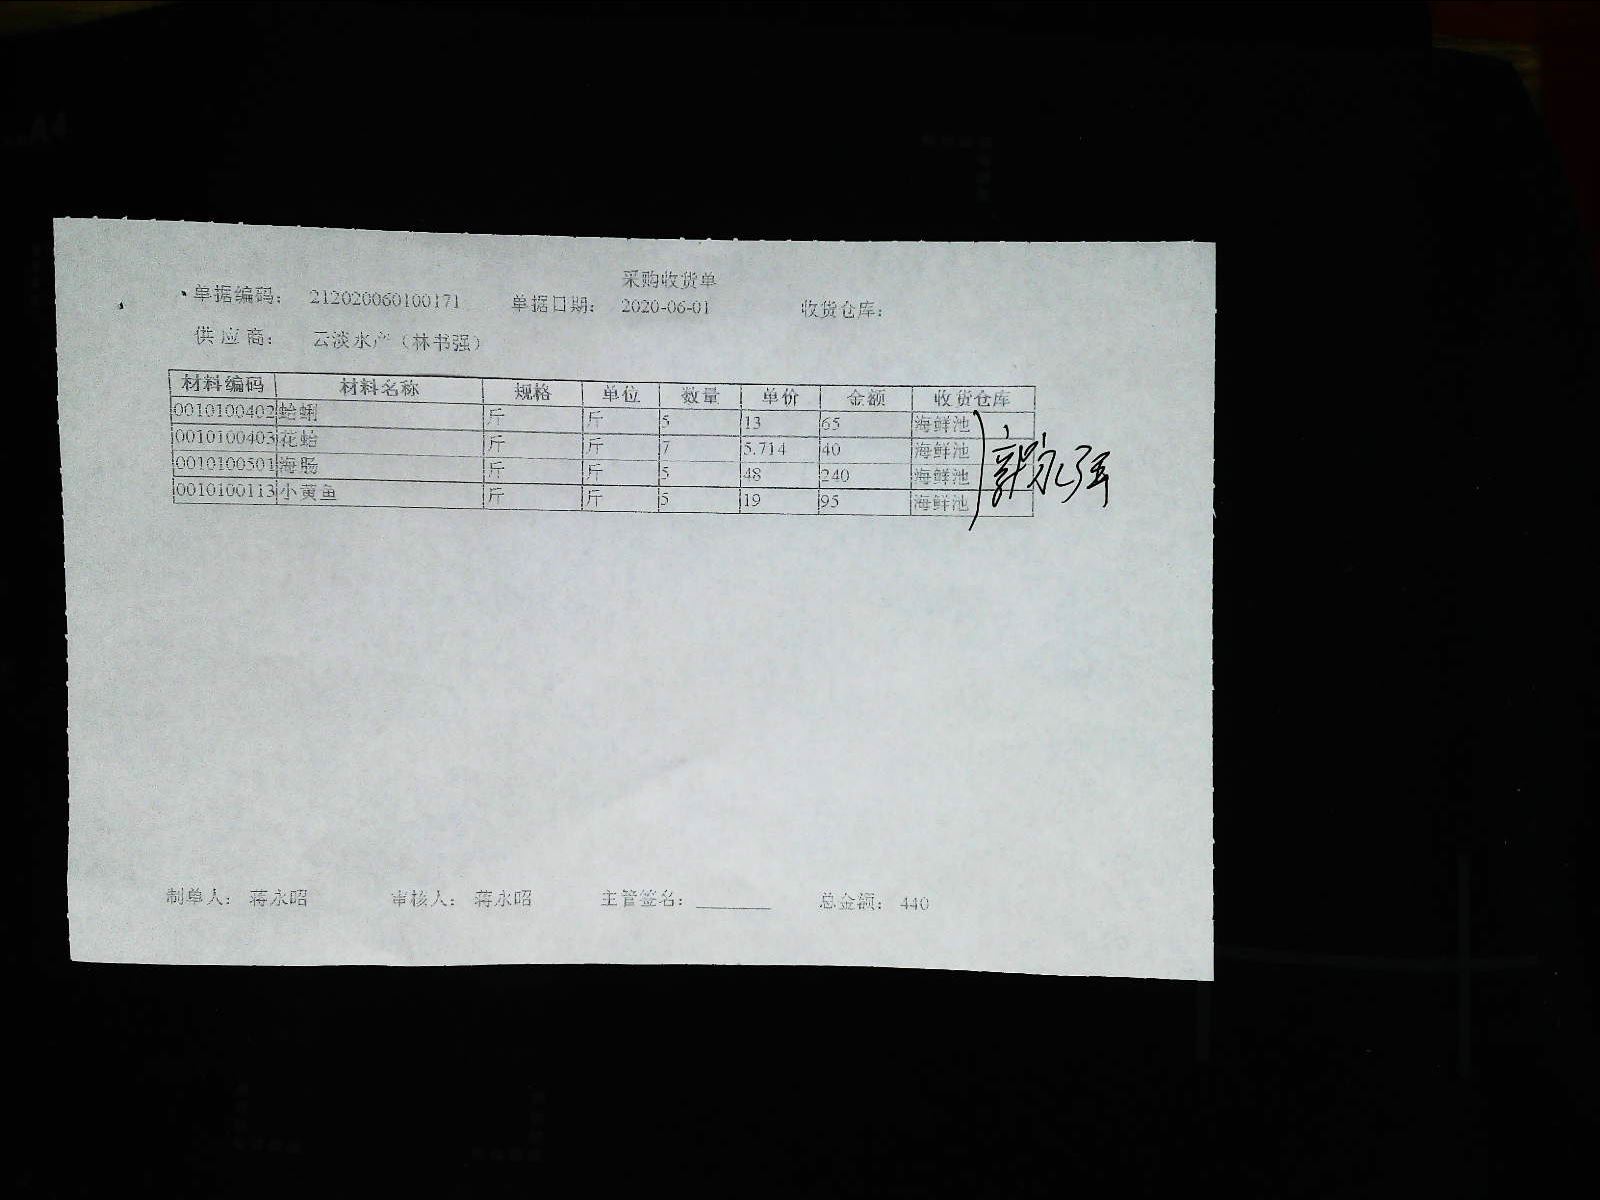 采购收货单
单据编码: 212020060100171 单据日期: 2020-06-01 收货仓库:
供应商: 云淡水产（林书强）
材料编码 材料名称 规格 单位 数量 单价 金额 收货仓库
0010100402 蛤蜊 斤 斤 5 13 65 海鲜池
0010100403 花蛤 斤 斤 7 5.714 40 海鲜池
0010100501 海肠 斤 斤 5 48 240 海鲜池
0010100113 小黄鱼 斤 斤 5 19 95 海鲜池
制单人: 蒋永昭 审核人: 蒋永昭 主管签名: 总金额: 440